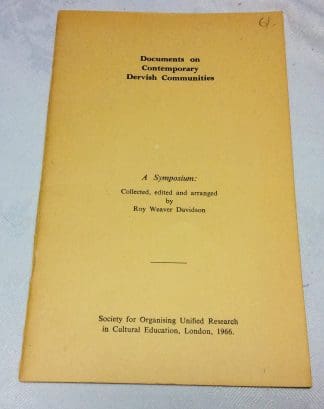 Documents on
Contemporary
Dervish Communities
A Symposium:
Collected, edited and arranged
by
Roy Weaver Davidson
Society for Organising Unified Research
in Cultural Education, London, 1966.